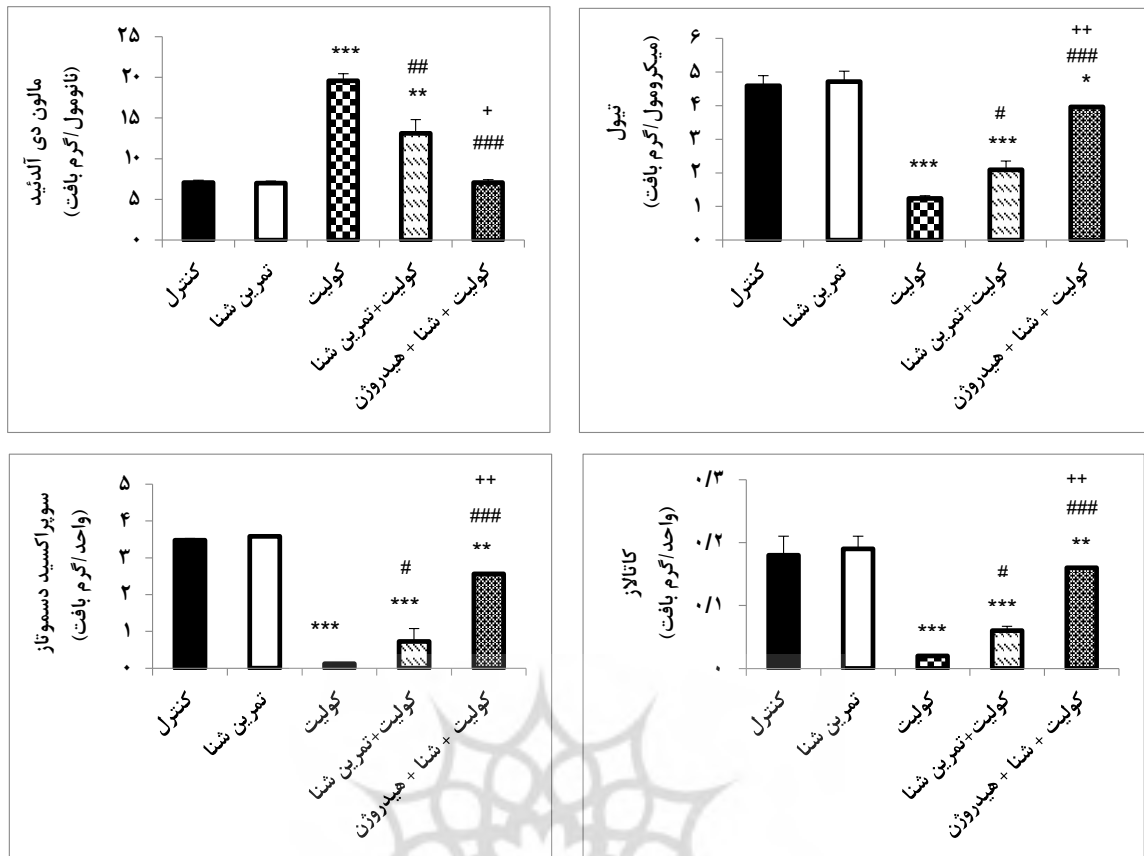 مالون دی آلدئید
(نانومول/گرم بافت)
۲۵
۲۰
۱۵
۱۰
۵
۰
***
##
**
+
###
کنترل
تمرین شنا
کولیت
کولیت+تمرین شنا
کولیت + شنا + هیدروژن
تیول
(میکرومول/گرم بافت)
۶
۵
۴
۳
۲
۱
۰
***
#
***
++
###
*
کنترل
تمرین شنا
کولیت
کولیت+تمرین شنا
کولیت + شنا + هیدروژن
سوپراکسید دسموتاز
(واحد/گرم بافت)
۵
۴
۳
۲
۱
۰
***
#
***
++
###
**
کنترل
تمرین شنا
کولیت
کولیت+تمرین شنا
کولیت + شنا + هیدروژن
کاتالاز
(واحد/گرم بافت)
۰/۳
۰/۲
۰/۱
۰
***
#
***
++
###
**
کنترل
تمرین شنا
کولیت
کولیت+تمرین شنا
کولیت + شنا + هیدروژن